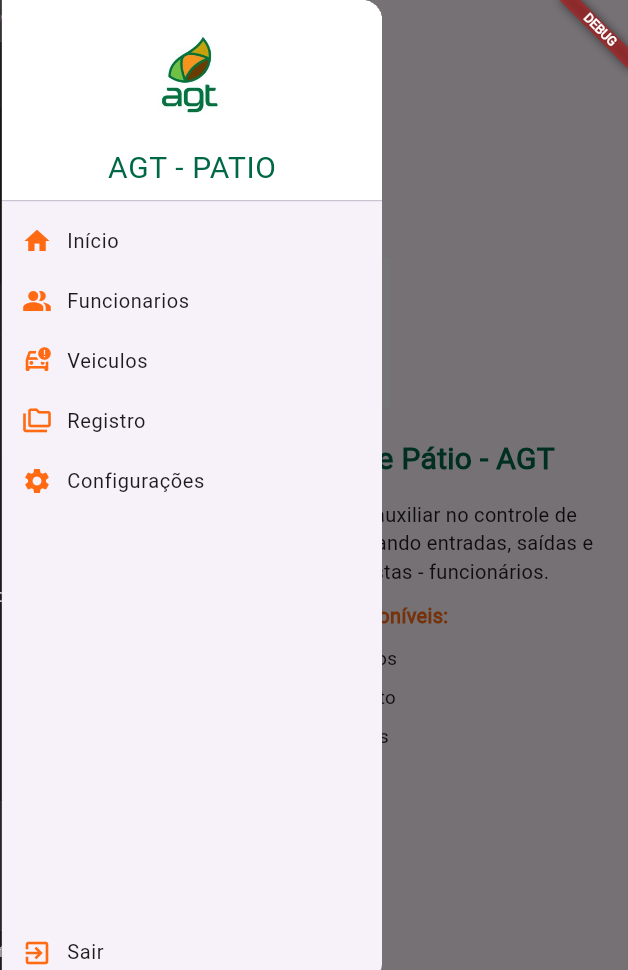 DEBUG
agt
AGT - PATIO
Início
Funcionarios
Veiculos
Registro
Configurações
Sair
e Pátio - AGT
auxiliar no controle de
ando entradas, saídas e
stas - funcionários.
oníveis:
os
to
s